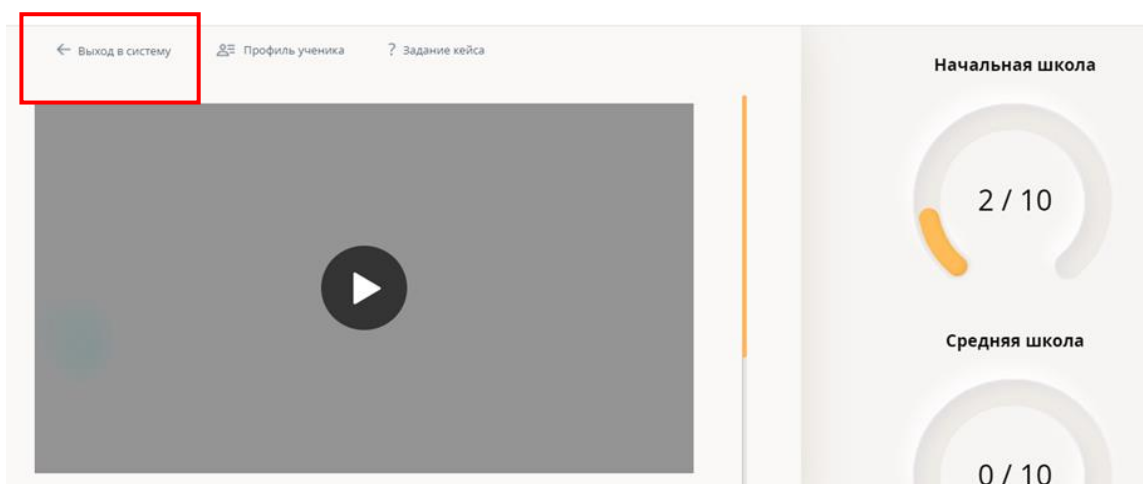 ← Выход в систему
Профиль ученика
? Задание кейса
Начальная школа
2 / 10
Средняя школа
0 / 10